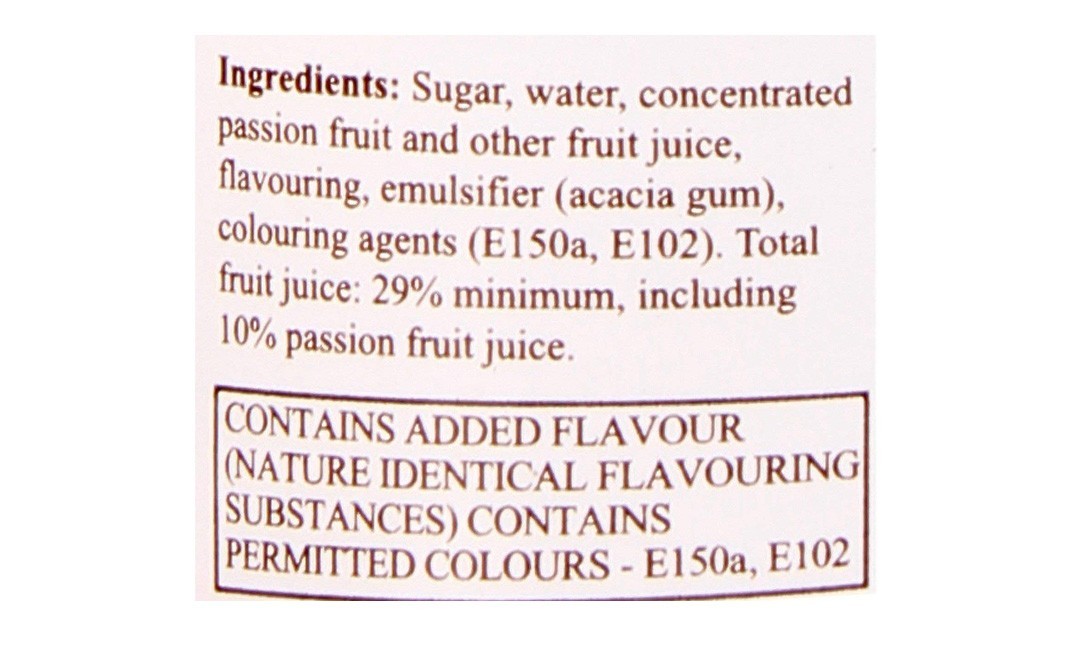 Ingredients: Sugar, water, concentrated
passion fruit and other fruit juice,
flavouring, emulsifier (acacia gum),
colouring agents (E150a, E102). Total
fruit juice: 29% minimum, including
10% passion fruit juice.
CONTAINS ADDED FLAVOUR
(NATURE IDENTICAL FLAVOURING
SUBSTANCES) CONTAINS
PERMITTED COLOURS - E150a, E102